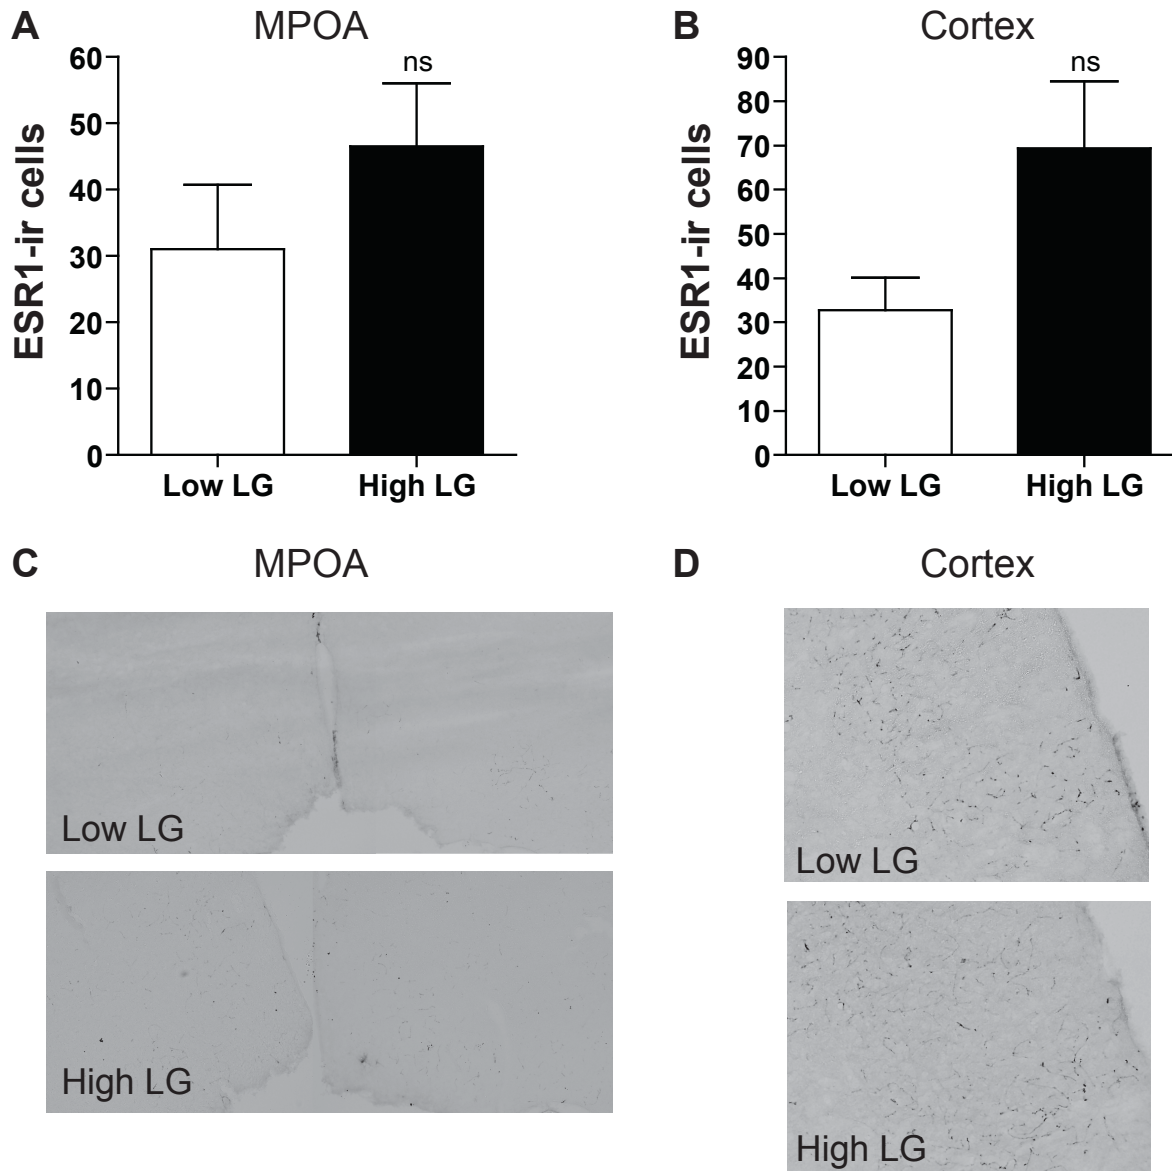 A MPOA
60
50
40
30
20
10
0
ESR1-ir cells
ns
Low LG High LG
B Cortex
90
80
70
60
50
40
30
20
10
0
ESR1-ir cells
ns
Low LG High LG
C MPOA
Low LG
High LG
D Cortex
Low LG
High LG